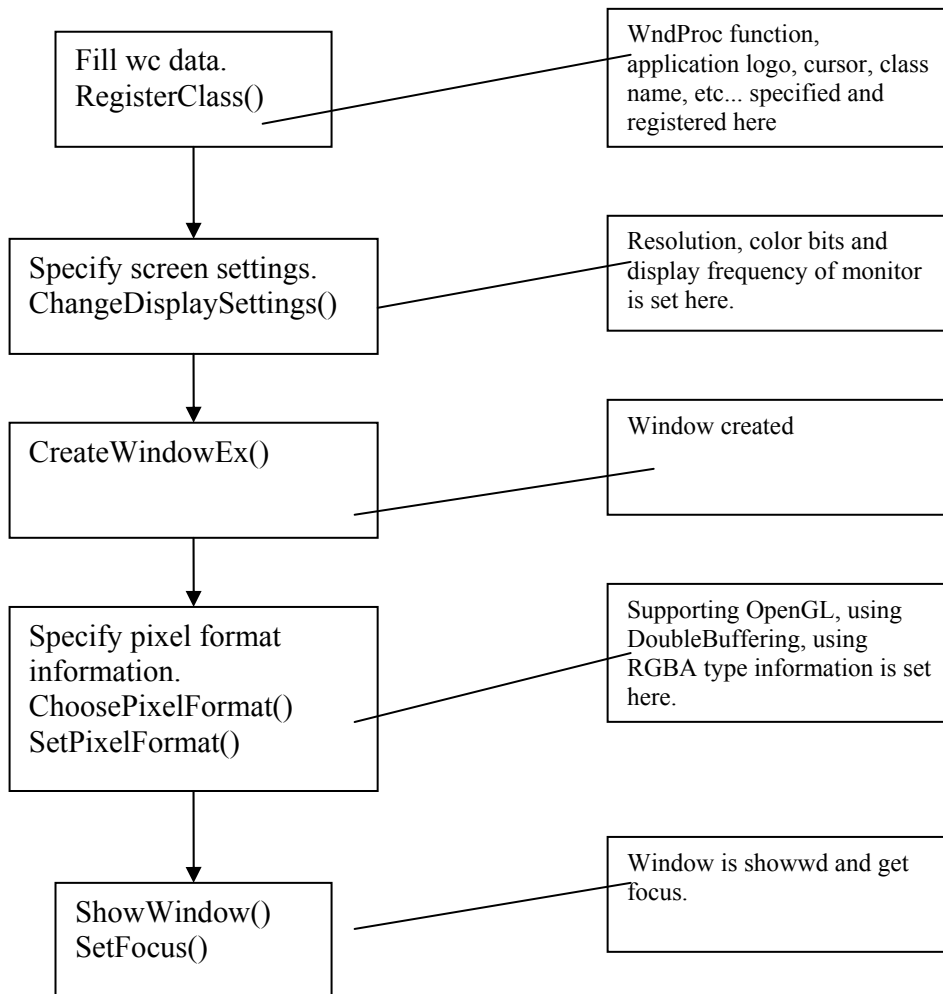 Fill wc data.
RegisterClass()
WndProc function,
application logo, cursor, class
name, etc... specified and
registered here
Specify screen settings.
ChangeDisplaySettings()
Resolution, color bits and
display frequency of monitor
is set here.
CreateWindowEx()
Window created
Specify pixel format
information.
ChoosePixelFormat()
SetPixelFormat()
Supporting OpenGL, using
DoubleBuffering, using
RGBA type information is set
here.
ShowWindow()
SetFocus()
Window is showwd and get
focus.